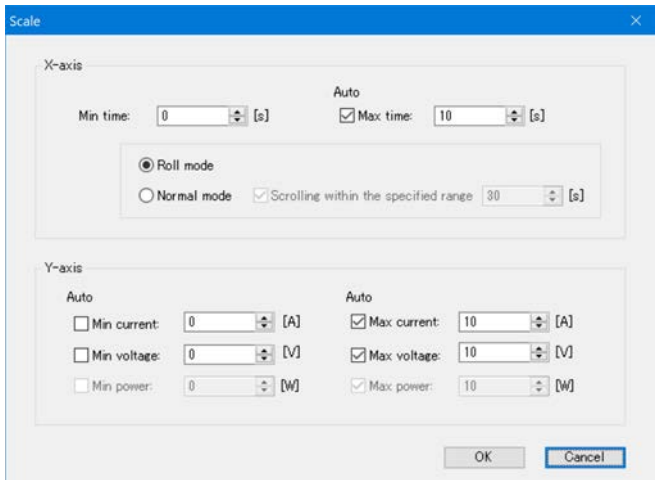 Scale
X-axis
Auto
Min time: 0 [s] Max time: 10 [s]
Roll mode
Normal mode Scrolling within the specified range 30 [s]
Y-axis
Auto Auto
Min current: 0 [A] Max current: 10 [A]
Min voltage: 0 [V] Max voltage: 10 [V]
Min power: 0 [W] Max power: 10 [W]
OK Cancel